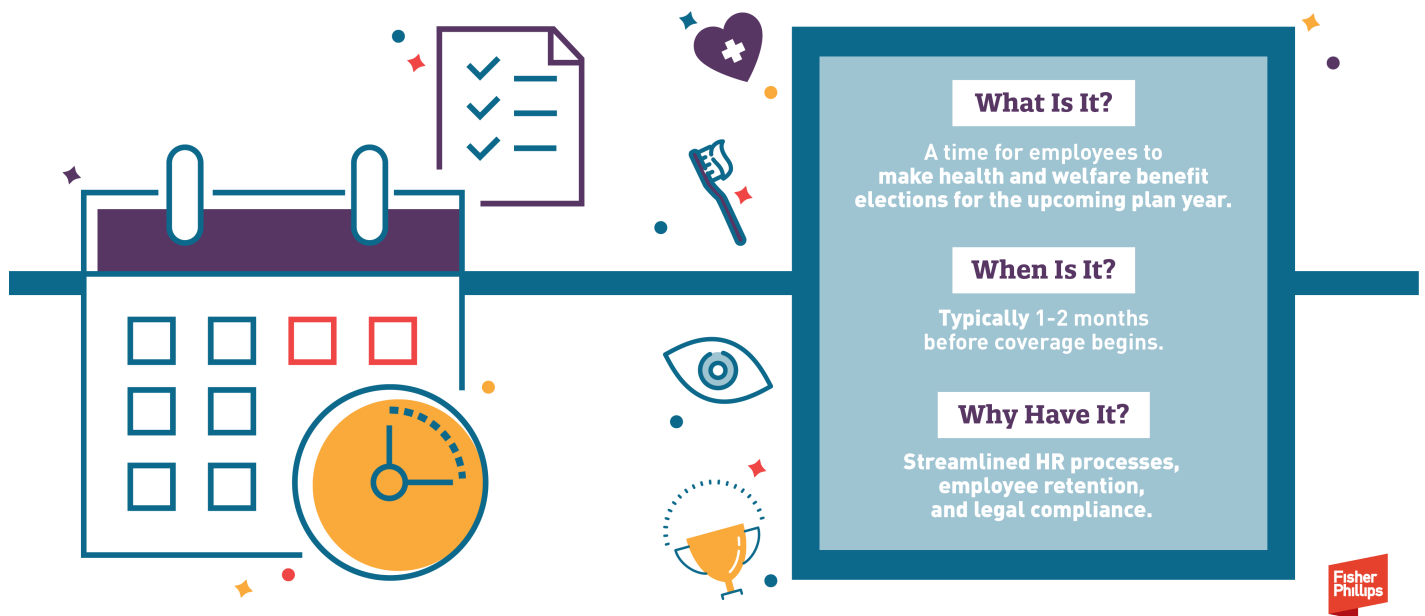 What Is It?
A time for employees to
make health and welfare benefit
elections for the upcoming plan year.
When Is It?
Typically 1-2 months
before coverage begins.
Why Have It?
Streamlined HR processes,
employee retention,
and legal compliance.
Fisher
Phillips